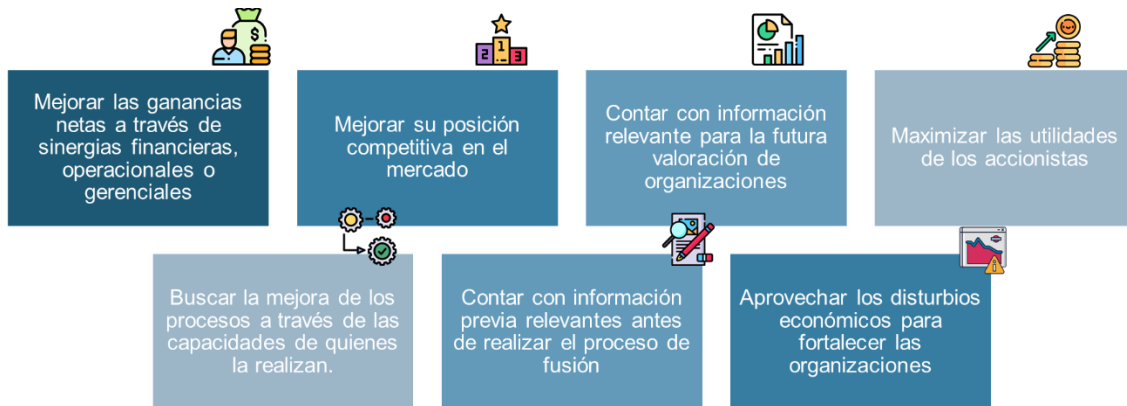 Mejorar las ganancias
netas a través de
sinergias financieras,
operacionales o
gerenciales
Mejorar su posición
competitiva en el
mercado
Contar con información
relevante para la futura
valoración de
organizaciones
Maximizar las utilidades
de los accionistas
Buscar la mejora de los
procesos a través de las
capacidades de quienes
la realizan.
Contar con información
previa relevantes antes
de realizar el proceso de
fusión
Aprovechar los disturbios
económicos para
fortalecer las
organizaciones
$
2 1 3